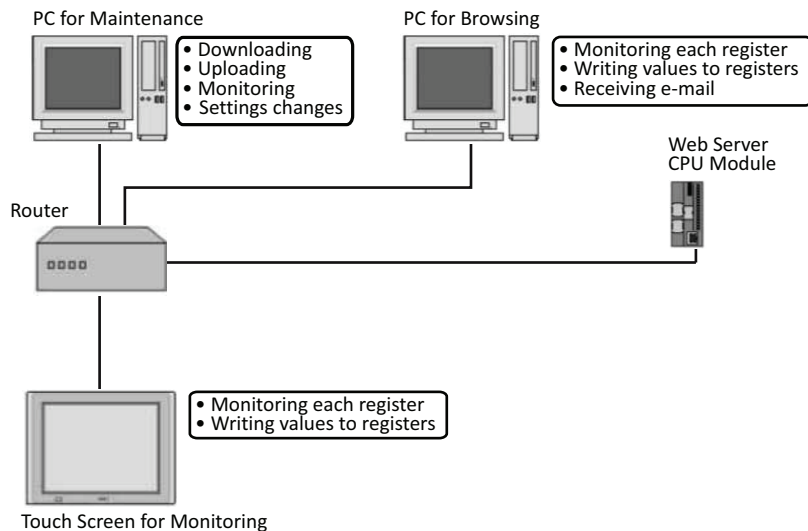 PC for Maintenance
• Downloading
• Uploading
• Monitoring
• Settings changes
PC for Browsing
• Monitoring each register
• Writing values to registers
• Receiving e-mail
Web Server
CPU Module
Router
• Monitoring each register
• Writing values to registers
Touch Screen for Monitoring